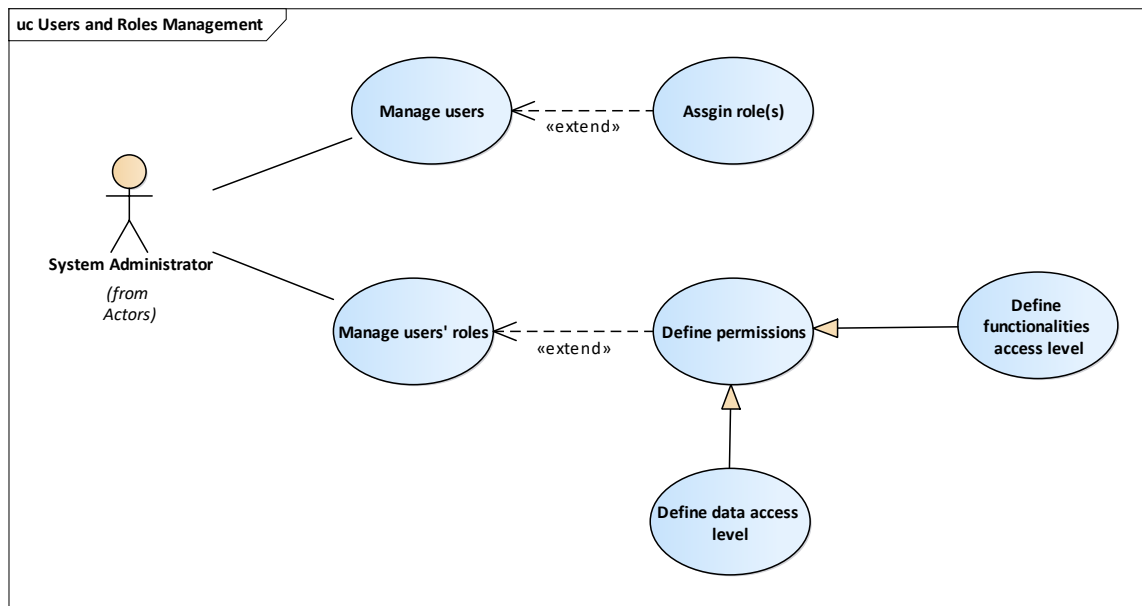 uc Users and Roles Management
Manage users
«extend»
Assgin role(s)
System Administrator
(from
Actors)
Manage users' roles
«extend»
Define permissions
Define
functionalities
access level
Define data access
level